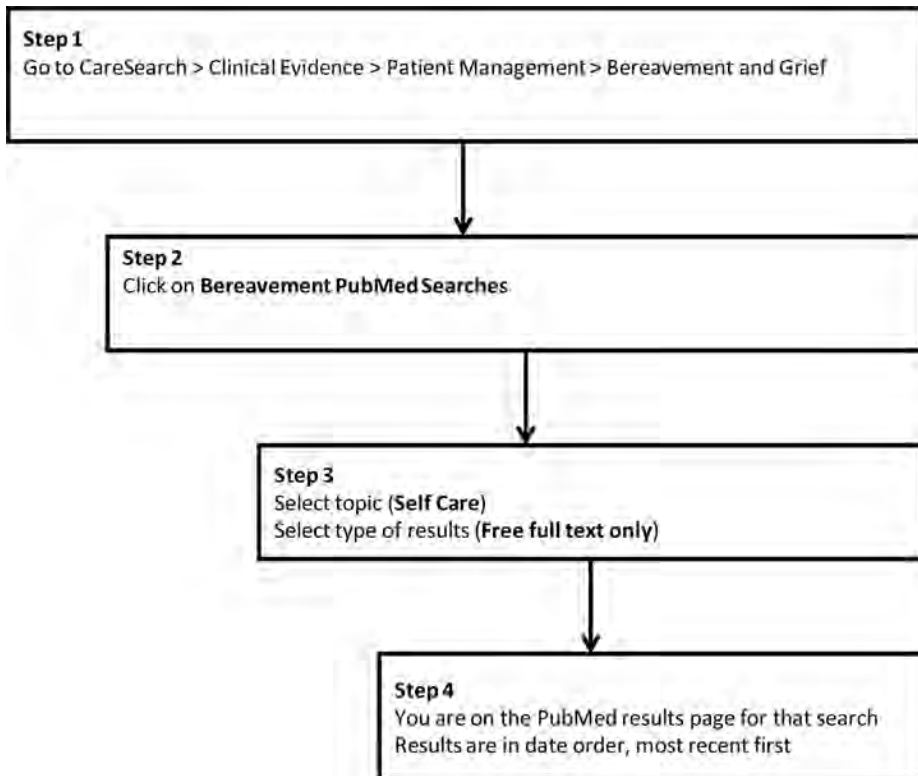 Step 1
Go to CareSearch > Clinical Evidence > Patient Management > Bereavement and Grief
Step 2
Click on Bereavement PubMed Searches
Step 3
Select topic (Self Care)
Select type of results (Free full text only)
Step 4
You are on the PubMed results page for that search
Results are in date order, most recent first